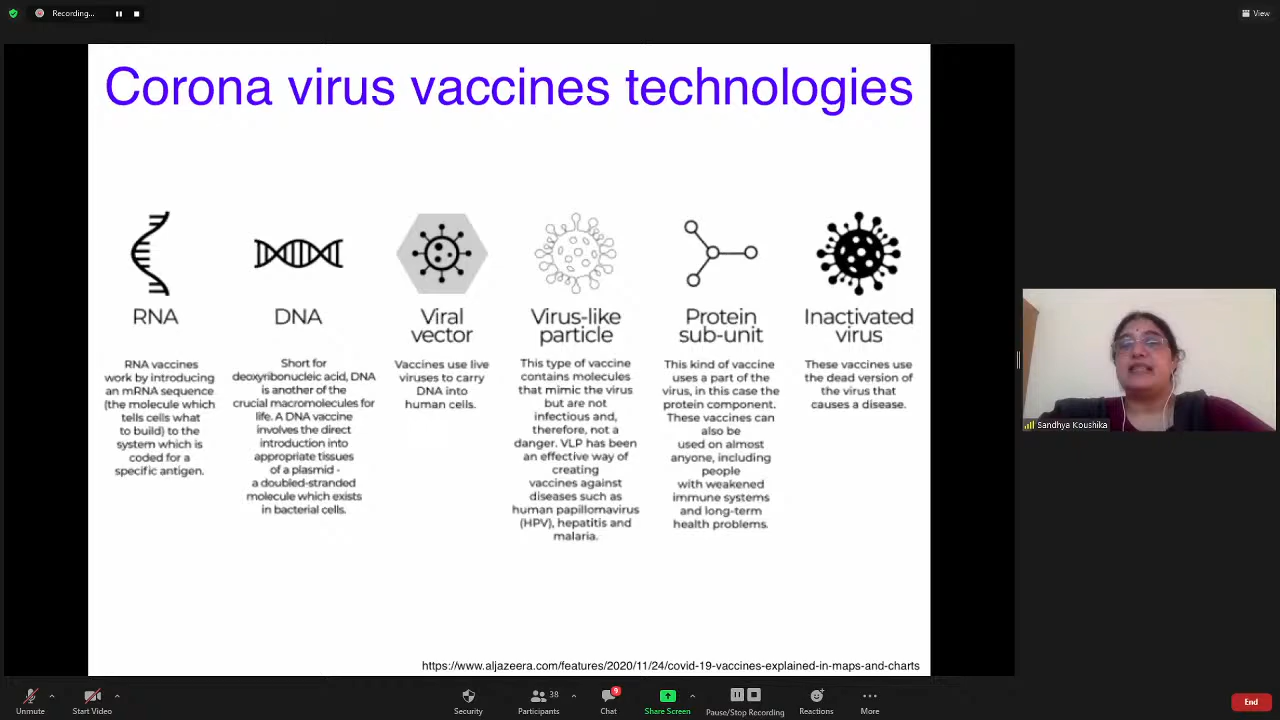 Recording...
View
Corona virus vaccines technologies
RNA
RNA vaccines
work by introducing
an mRNA sequence
(the molecule which
tells cells what
to build) to the
system which is
coded for a
specific antigen.
DNA
Short for
deoxyribonucleic acid, DNA
is another of the
crucial macromolecules for
life. A DNA vaccine
involves the direct
introduction into
appropriate tissues
of a plasmid -
a doubled-stranded
molecule which exists
in bacterial cells.
Viral
vector
Vaccines use live
viruses to carry
DNA into
human cells.
Virus-like
particle
This type of vaccine
contains molecules
that mimic the virus
but are not
infectious and,
therefore, not a
danger. VLP has been
an effective way of
creating
vaccines against
diseases such as
human papillomavirus
(HPV), hepatitis and
malaria.
Protein
sub-unit
This kind of vaccine
uses a part of the
virus, in this case the
protein component.
These vaccines can
also be
used on almost
anyone, including
people
with weakened
immune systems
and long-term
health problems.
Inactivated
virus
These vaccines use
the dead version of
the virus that
causes a disease.
https://www.aljazeera.com/features/2020/11/24/covid-19-vaccines-explained-in-maps-and-charts
Sandhya Koushika
Unmute
Start Video
Security
Participants
38
Chat
9
Share Screen
Pause/Stop Recording
Reactions
More
End